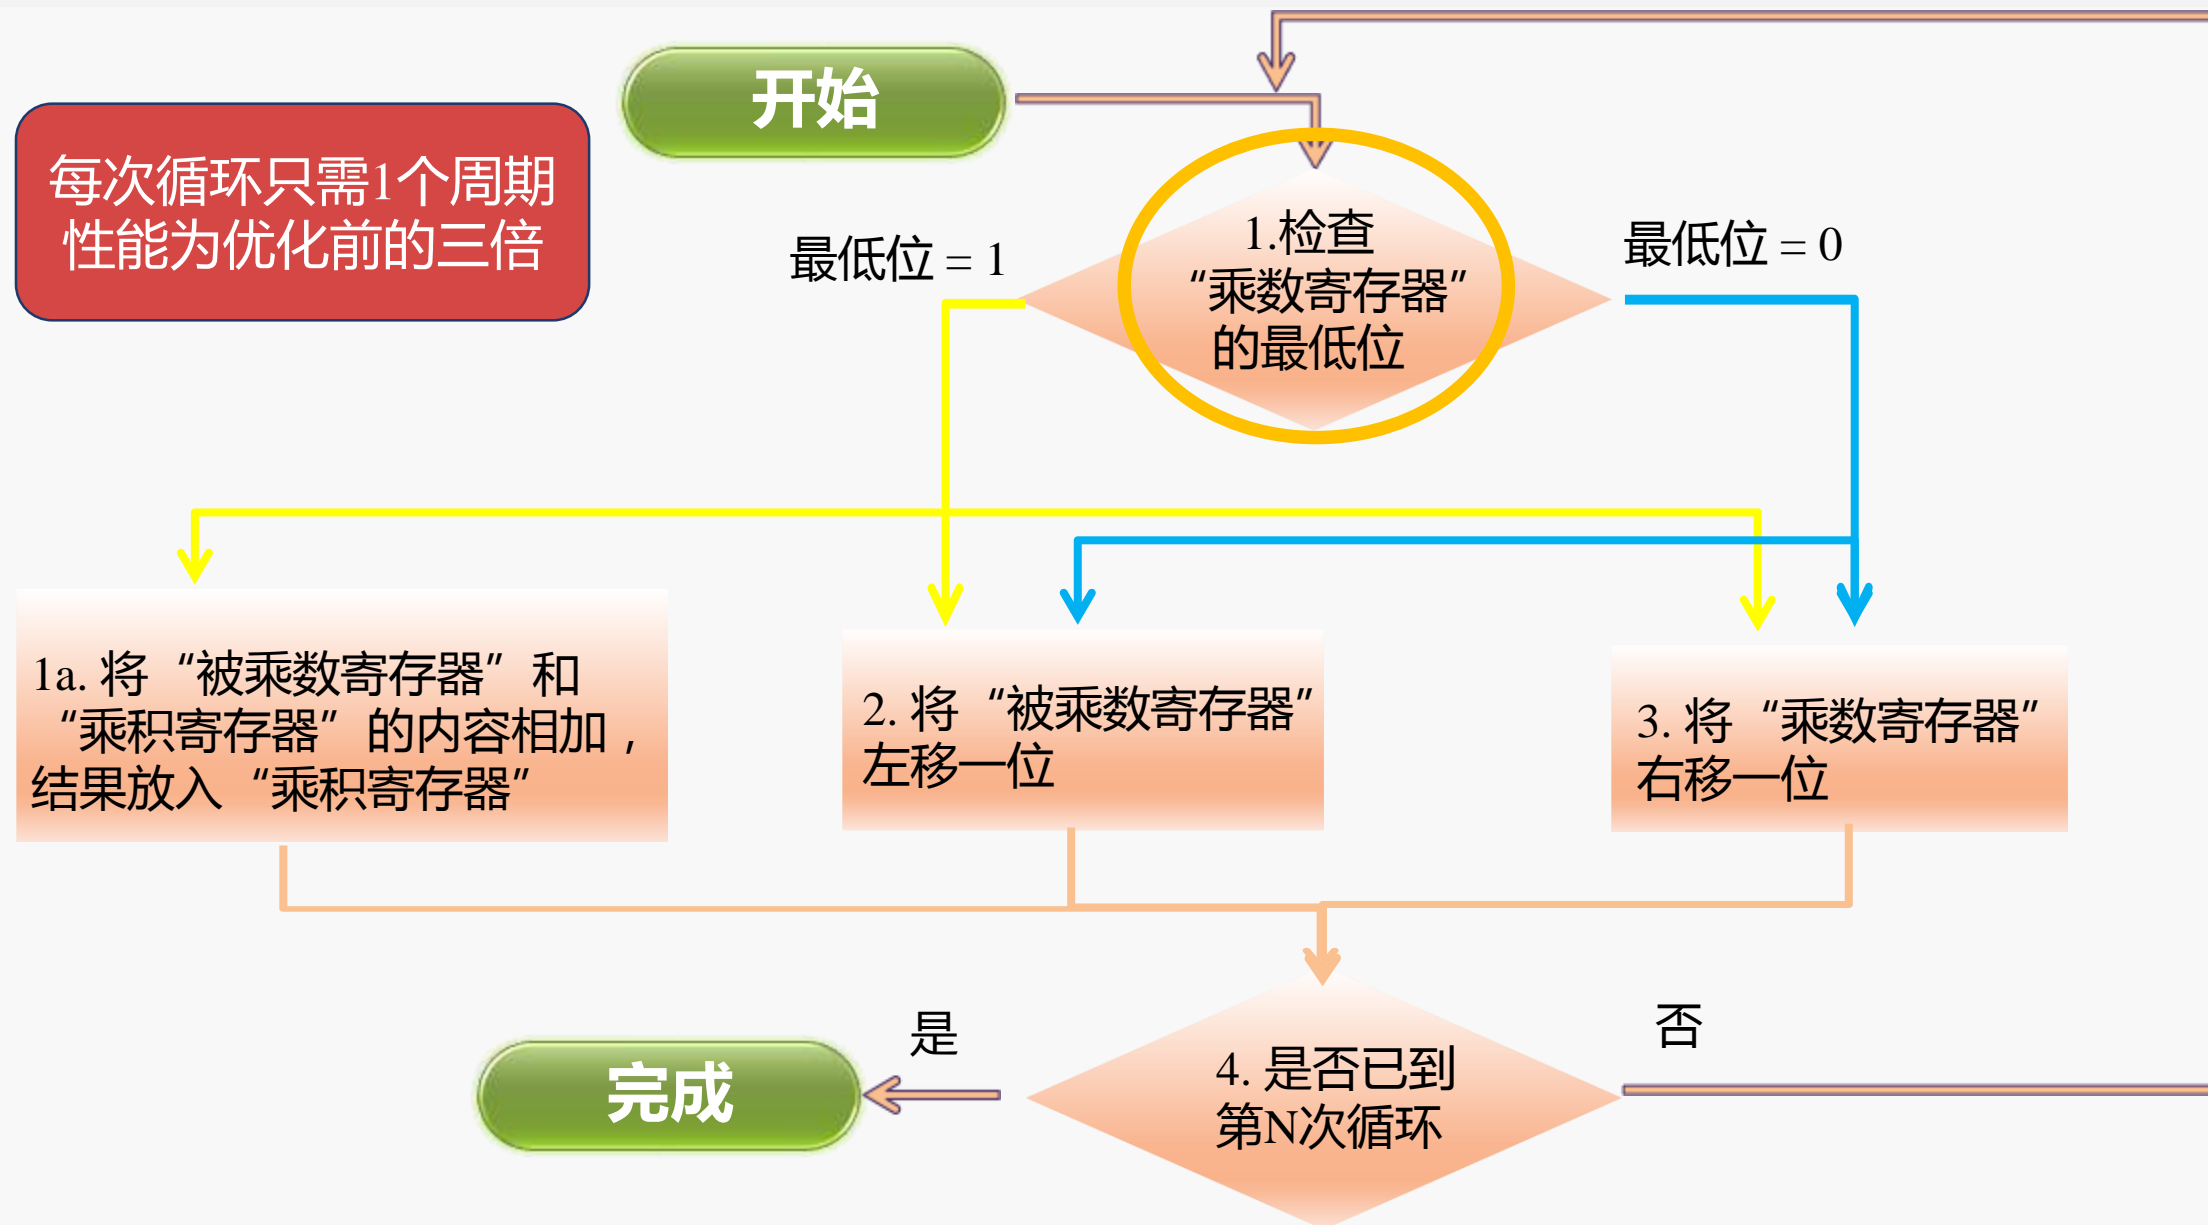 开始
每次循环只需1个周期
性能为优化前的三倍
1.检查
“乘数寄存器”
的最低位
最低位 = 1
最低位 = 0
1a. 将“被乘数寄存器”和
“乘积寄存器”的内容相加，
结果放入“乘积寄存器”
2. 将“被乘数寄存器”
左移一位
3. 将“乘数寄存器”
右移一位
是
否
完成
4. 是否已到
第N次循环